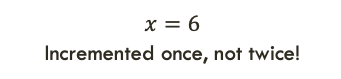 x = 6
Incremented once, not twice!